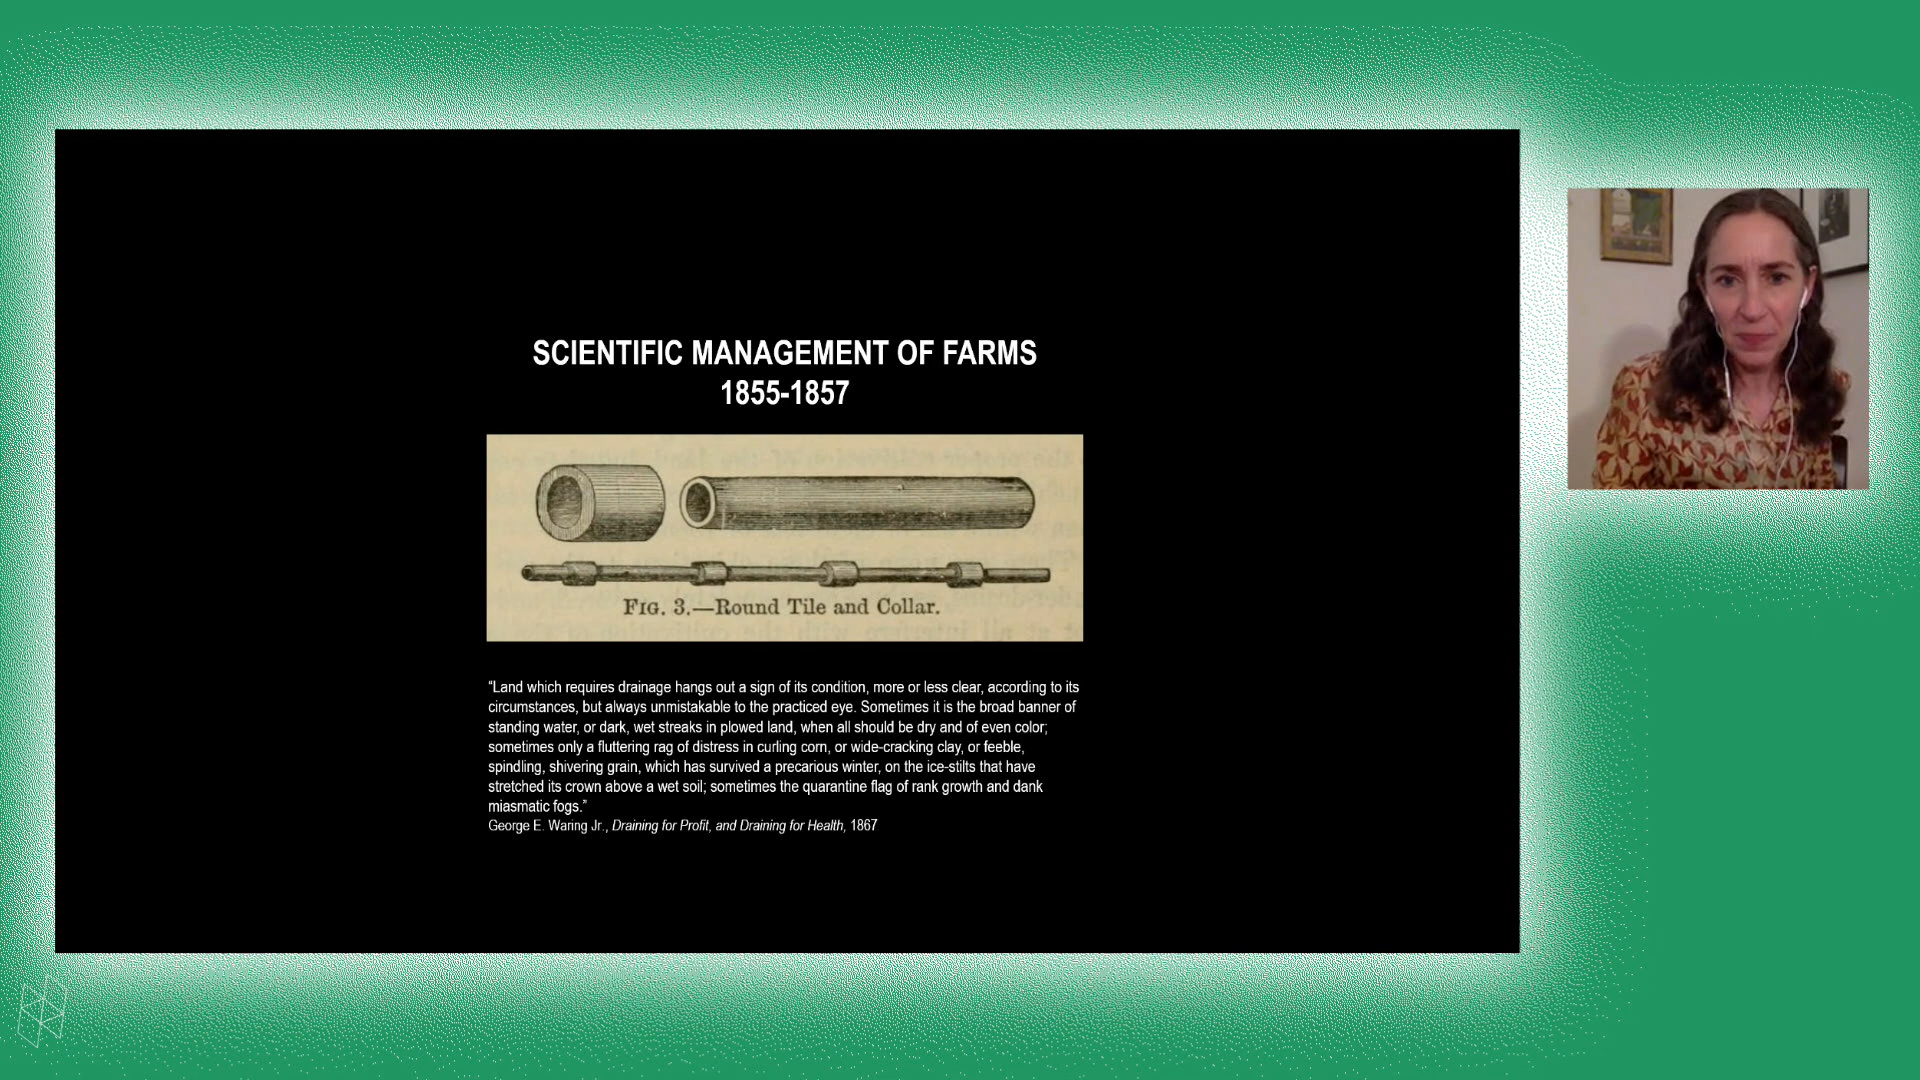 SCIENTIFIC MANAGEMENT OF FARMS
1855-1857
FIG. 3.—Round Tile and Collar.
“Land which requires drainage hangs out a sign of its condition, more or less clear, according to its
circumstances, but always unmistakable to the practiced eye. Sometimes it is the broad banner of
standing water, or dark, wet streaks in plowed land, when all should be dry and of even color;
sometimes only a fluttering rag of distress in curling corn, or wide-cracking clay, or feeble,
spindling, shivering grain, which has survived a precarious winter, on the ice-stilts that have
stretched its crown above a wet soil; sometimes the quarantine flag of rank growth and dank
miasmatic fogs.”
George E. Waring Jr., Draining for Profit, and Draining for Health, 1867